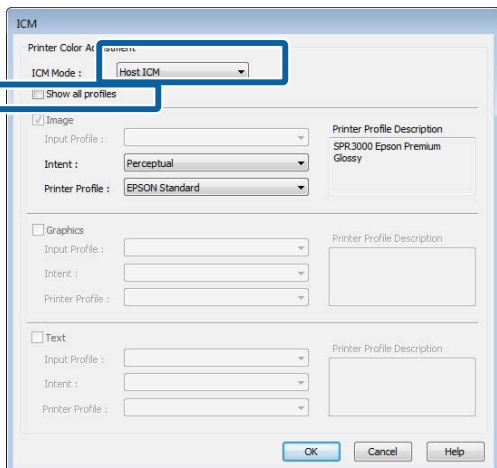 ICM
Printer Color Adjustment
ICM Mode : Host ICM
Show all profiles
Image
Input Profile :
Printer Profile Description
SPR3000 Epson Premium
Glossy
Intent : Perceptual
Printer Profile : EPSON Standard
Graphics
Input Profile :
Printer Profile Description
Intent :
Printer Profile :
Text
Input Profile :
Printer Profile Description
Intent :
Printer Profile :
OK Cancel Help